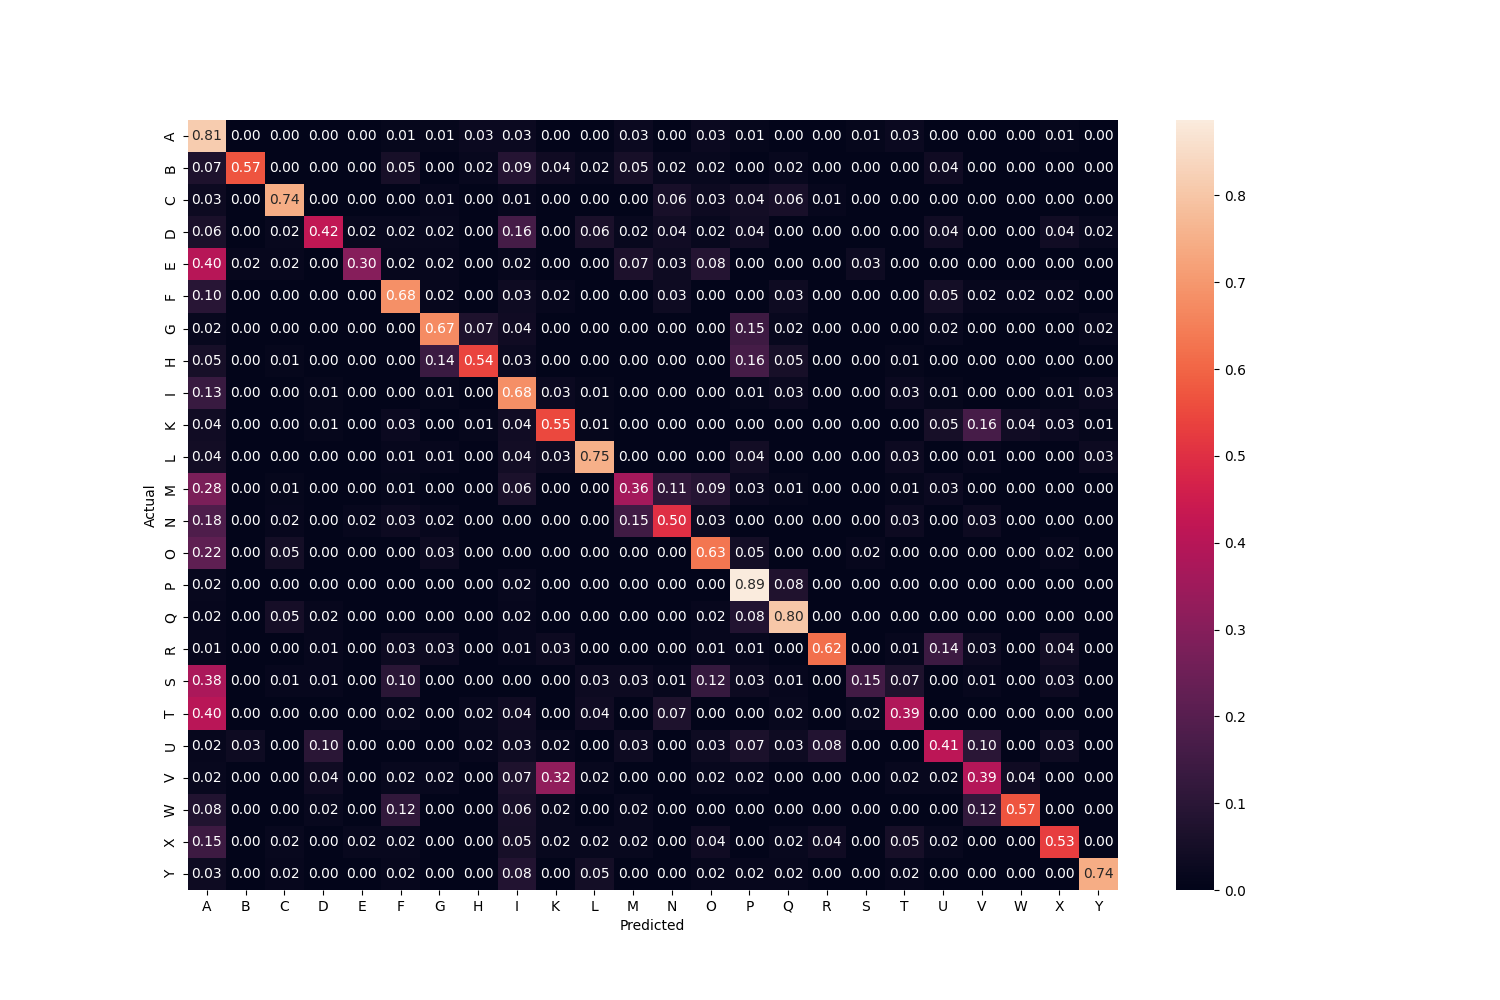 A 0.81 0.00 0.00 0.00 0.00 0.01 0.01 0.03 0.03 0.00 0.00 0.03 0.00 0.03 0.01 0.00 0.00 0.01 0.03 0.00 0.00 0.00 0.01 0.00
B 0.07 0.57 0.00 0.00 0.00 0.05 0.00 0.02 0.09 0.04 0.02 0.05 0.02 0.02 0.00 0.02 0.00 0.00 0.00 0.04 0.00 0.00 0.00 0.00
C 0.03 0.00 0.74 0.00 0.00 0.00 0.01 0.00 0.01 0.00 0.00 0.00 0.06 0.03 0.04 0.06 0.01 0.00 0.00 0.00 0.00 0.00 0.00 0.00
D 0.06 0.00 0.02 0.42 0.02 0.02 0.02 0.00 0.16 0.00 0.06 0.02 0.04 0.02 0.04 0.00 0.00 0.00 0.00 0.04 0.00 0.00 0.04 0.02
E 0.40 0.02 0.02 0.00 0.30 0.02 0.02 0.00 0.02 0.00 0.00 0.07 0.03 0.08 0.00 0.00 0.00 0.03 0.00 0.00 0.00 0.00 0.00 0.00
F 0.10 0.00 0.00 0.00 0.00 0.68 0.02 0.00 0.03 0.02 0.00 0.00 0.03 0.00 0.00 0.03 0.00 0.00 0.00 0.05 0.02 0.02 0.02 0.00
G 0.02 0.00 0.00 0.00 0.00 0.00 0.67 0.07 0.04 0.00 0.00 0.00 0.00 0.00 0.15 0.02 0.00 0.00 0.00 0.02 0.00 0.00 0.00 0.02
H 0.05 0.00 0.01 0.00 0.00 0.00 0.14 0.54 0.03 0.00 0.00 0.00 0.00 0.00 0.16 0.05 0.00 0.00 0.01 0.00 0.00 0.00 0.00 0.00
I 0.13 0.00 0.00 0.01 0.00 0.00 0.01 0.00 0.68 0.03 0.01 0.00 0.00 0.00 0.01 0.03 0.00 0.00 0.03 0.01 0.00 0.00 0.01 0.03
K 0.04 0.00 0.00 0.01 0.00 0.03 0.00 0.01 0.04 0.55 0.01 0.00 0.00 0.00 0.00 0.00 0.00 0.00 0.00 0.05 0.16 0.04 0.03 0.01
L 0.04 0.00 0.00 0.00 0.00 0.01 0.01 0.00 0.04 0.03 0.75 0.00 0.00 0.00 0.04 0.00 0.00 0.00 0.03 0.00 0.01 0.00 0.00 0.03
M 0.28 0.00 0.01 0.00 0.00 0.01 0.00 0.00 0.06 0.00 0.00 0.36 0.11 0.09 0.03 0.01 0.00 0.00 0.01 0.03 0.00 0.00 0.00 0.00
N 0.18 0.00 0.02 0.00 0.02 0.03 0.02 0.00 0.00 0.00 0.00 0.15 0.50 0.03 0.00 0.00 0.00 0.00 0.03 0.00 0.03 0.00 0.00 0.00
O 0.22 0.00 0.05 0.00 0.00 0.00 0.03 0.00 0.00 0.00 0.00 0.00 0.00 0.63 0.05 0.00 0.00 0.02 0.00 0.00 0.00 0.00 0.02 0.00
P 0.02 0.00 0.00 0.00 0.00 0.00 0.00 0.00 0.02 0.00 0.00 0.00 0.00 0.00 0.89 0.08 0.00 0.00 0.00 0.00 0.00 0.00 0.00 0.00
Q 0.02 0.00 0.05 0.02 0.00 0.00 0.00 0.00 0.02 0.00 0.00 0.00 0.00 0.02 0.08 0.80 0.00 0.00 0.00 0.00 0.00 0.00 0.00 0.00
R 0.01 0.00 0.00 0.01 0.00 0.03 0.03 0.00 0.01 0.03 0.00 0.00 0.00 0.01 0.01 0.00 0.62 0.00 0.01 0.14 0.03 0.00 0.04 0.00
S 0.38 0.00 0.01 0.01 0.00 0.10 0.00 0.00 0.00 0.00 0.03 0.03 0.01 0.12 0.03 0.01 0.00 0.15 0.07 0.00 0.01 0.00 0.03 0.00
T 0.40 0.00 0.00 0.00 0.00 0.02 0.00 0.02 0.04 0.00 0.04 0.00 0.07 0.00 0.00 0.02 0.00 0.02 0.39 0.00 0.00 0.00 0.00 0.00
U 0.02 0.03 0.00 0.10 0.00 0.00 0.00 0.02 0.03 0.02 0.00 0.03 0.00 0.03 0.07 0.03 0.08 0.00 0.00 0.41 0.10 0.00 0.03 0.00
V 0.02 0.00 0.00 0.04 0.00 0.02 0.02 0.00 0.07 0.32 0.02 0.00 0.00 0.02 0.02 0.00 0.00 0.00 0.02 0.02 0.39 0.04 0.00 0.00
W 0.08 0.00 0.00 0.02 0.00 0.12 0.00 0.00 0.06 0.02 0.00 0.02 0.00 0.00 0.00 0.00 0.00 0.00 0.00 0.00 0.12 0.57 0.00 0.00
X 0.15 0.00 0.02 0.00 0.02 0.02 0.00 0.00 0.05 0.02 0.02 0.02 0.00 0.04 0.00 0.02 0.04 0.00 0.05 0.02 0.00 0.00 0.53 0.00
Y 0.03 0.00 0.02 0.00 0.00 0.02 0.00 0.00 0.08 0.00 0.05 0.00 0.00 0.02 0.02 0.02 0.00 0.00 0.02 0.00 0.00 0.00 0.00 0.74
A B C D E F G H I K L M N O P Q R S T U V W X Y
Predicted
Actual
0.8
0.7
0.6
0.5
0.4
0.3
0.2
0.1
0.0